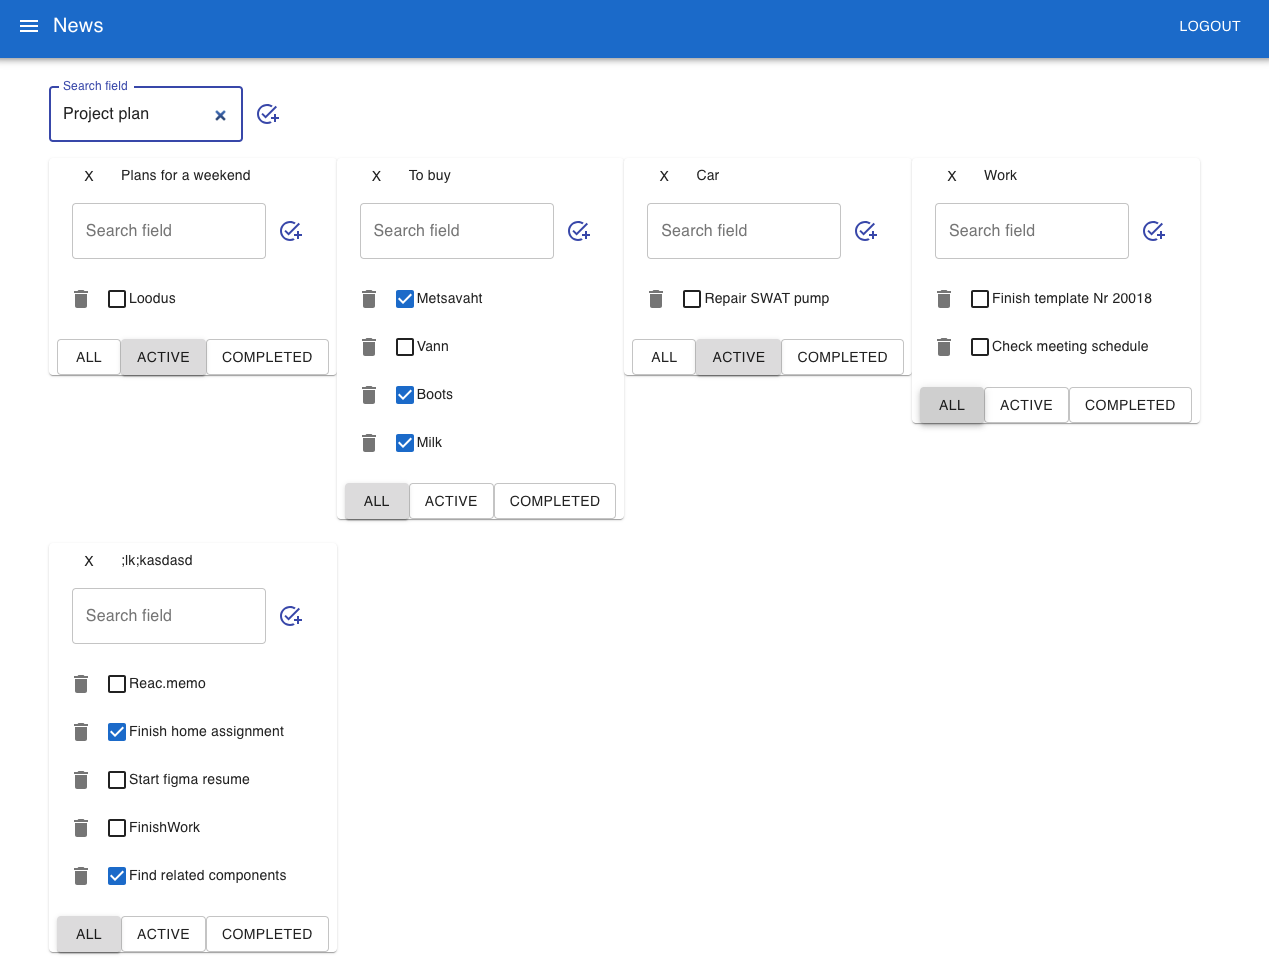 News
LOGOUT
Search field
Project plan
X Plans for a weekend
Search field
Loodus
ALL ACTIVE COMPLETED
X To buy
Search field
Metsavaht
Vann
Boots
Milk
ALL ACTIVE COMPLETED
X Car
Search field
Repair SWAT pump
ALL ACTIVE COMPLETED
X Work
Search field
Finish template Nr 20018
Check meeting schedule
ALL ACTIVE COMPLETED
X ;lk;kasdasd
Search field
Reac.memo
Finish home assignment
Start figma resume
FinishWork
Find related components
ALL ACTIVE COMPLETED